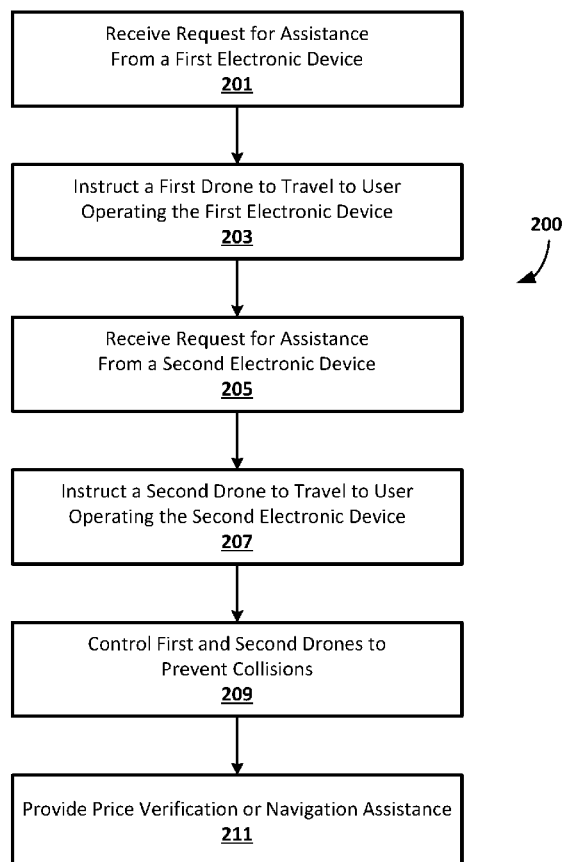 Receive Request for Assistance
From a First Electronic Device
201
Instruct a First Drone to Travel to User
Operating the First Electronic Device
203
200
Receive Request for Assistance
From a Second Electronic Device
205
Instruct a Second Drone to Travel to User
Operating the Second Electronic Device
207
Control First and Second Drones to
Prevent Collisions
209
Provide Price Verification or Navigation Assistance
211